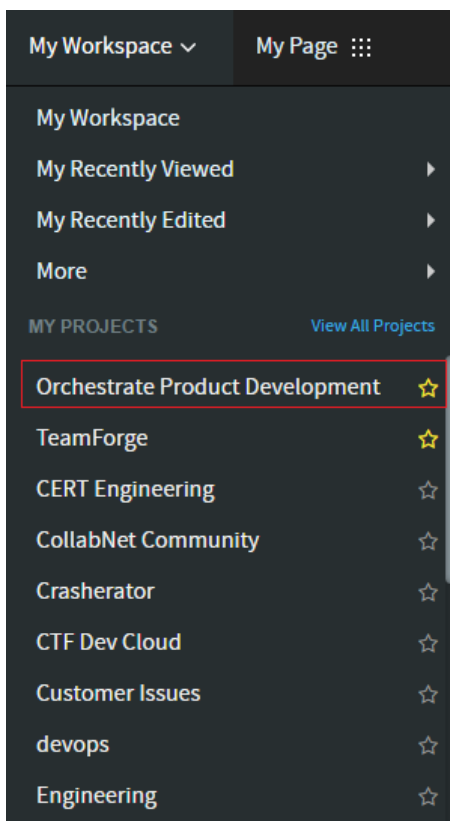 My Workspace My Page
My Workspace
My Recently Viewed
My Recently Edited
More
MY PROJECTS View All Projects
Orchestrate Product Development
TeamForge
CERT Engineering
CollabNet Community
Crasherator
CTF Dev Cloud
Customer Issues
devops
Engineering